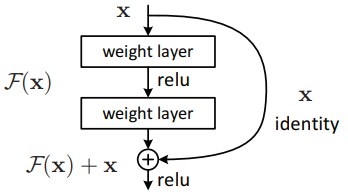 x
weight layer
relu
F(x)
weight layer
x
identity
F(x) + x
+
relu